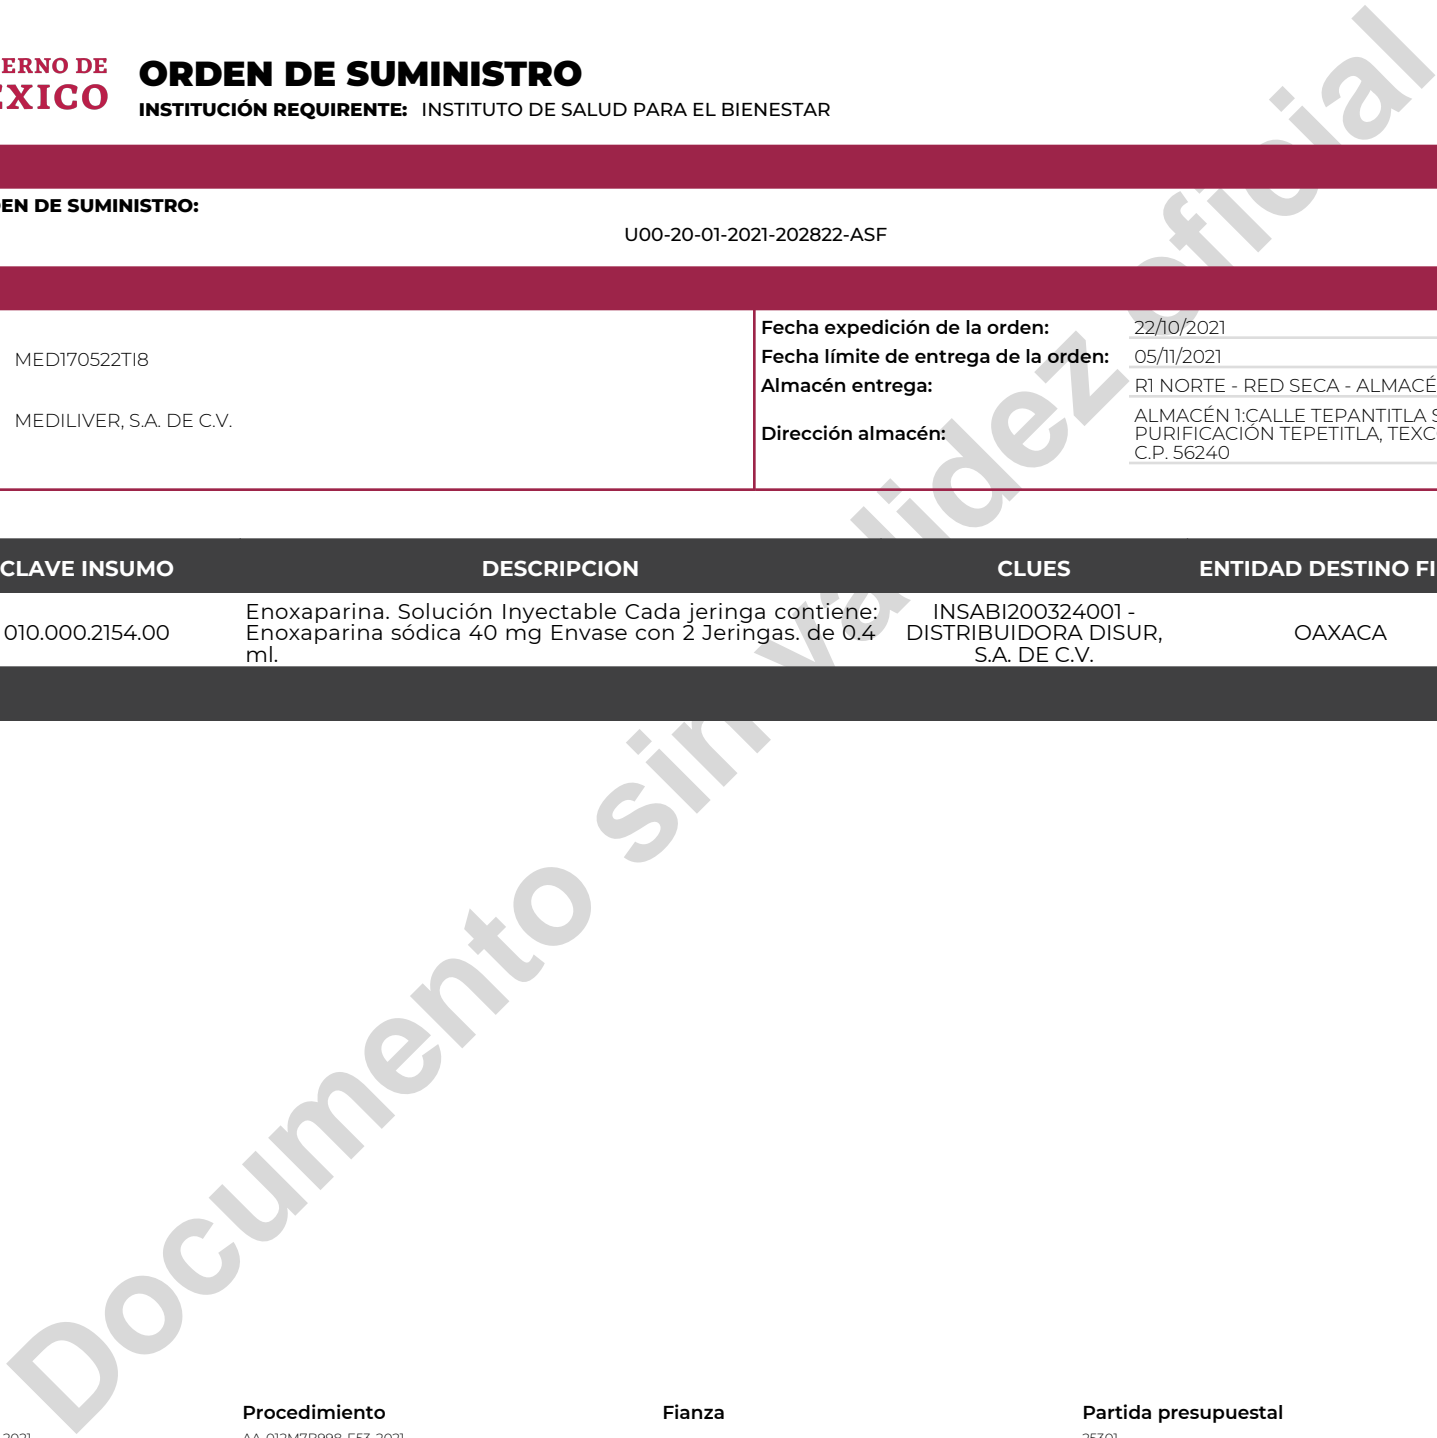 ERNO DE
ORDEN DE SUMINISTRO
INSTITUCIÓN REQUIRENTE: INSTITUTO DE SALUD PARA EL BIENESTAR
EN DE SUMINISTRO:
U00-20-01-2021-202822-ASF
MED170522TI8
MEDILIVER, S.A. DE C.V.
Fecha expedición de la orden: 22/10/2021
Fecha límite de entrega de la orden: 05/11/2021
Almacén entrega: R1 NORTE - RED SECA - ALMACÉ
Dirección almacén:
ALMACÉN 1:CALLE TEPANTITLA S
PURIFICACIÓN TEPETITLA, TEXC
C.P. 56240
CLAVE INSUMO DESCRIPCION CLUES ENTIDAD DESTINO FI
010.000.2154.00
Enoxaparina. Solución Inyectable Cada jeringa contiene:
Enoxaparina sódica 40 mg Envase con 2 Jeringas. de 0.4
ml.
INSABI200324001 -
DISTRIBUIDORA DISUR,
S.A. DE C.V.
OAXACA
Documento sin validez oficial
Procedimiento Fianza Partida presupuestal